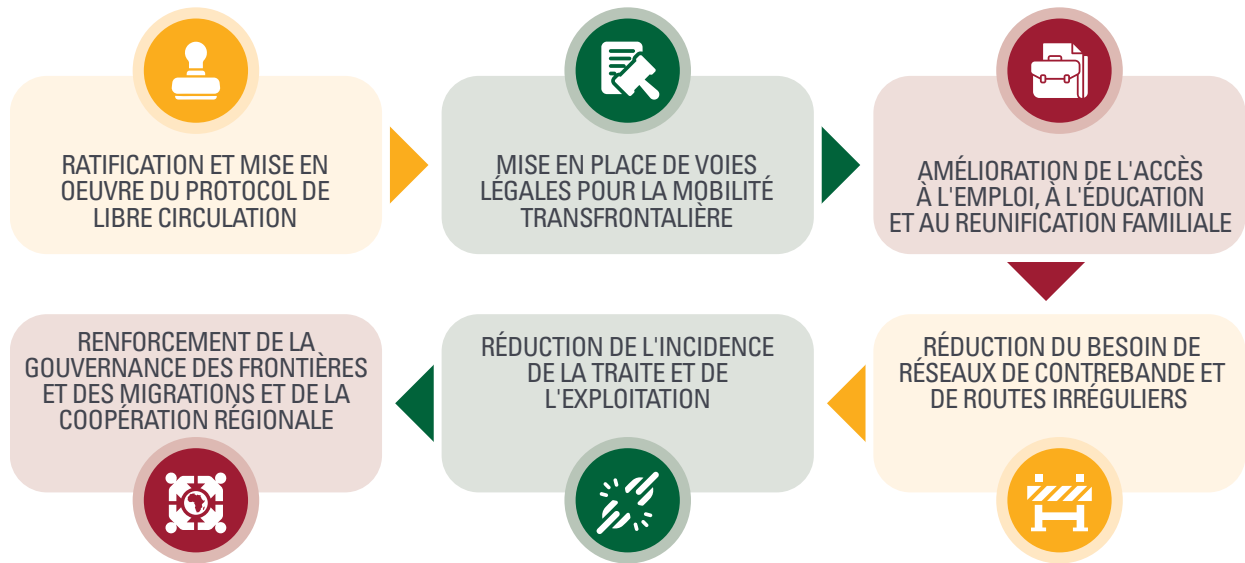 RATIFICATION ET MISE EN
OEUVRE DU PROTOCOL DE
LIBRE CIRCULATION
MISE EN PLACE DE VOIES
LÉGALES POUR LA MOBILITÉ
TRANSFRONTALIÈRE
AMÉLIORATION DE L'ACCÈS
À L'EMPLOI, À L'ÉDUCATION
ET AU REUNIFICATION FAMILIALE
RÉDUCTION DU BESOIN DE
RÉSEAUX DE CONTREBANDE ET
DE ROUTES IRRÉGULIERS
RÉDUCTION DE L'INCIDENCE
DE LA TRAITE ET DE
L'EXPLOITATION
RENFORCEMENT DE LA
GOUVERNANCE DES FRONTIÈRES
ET DES MIGRATIONS ET DE LA
COOPÉRATION RÉGIONALE